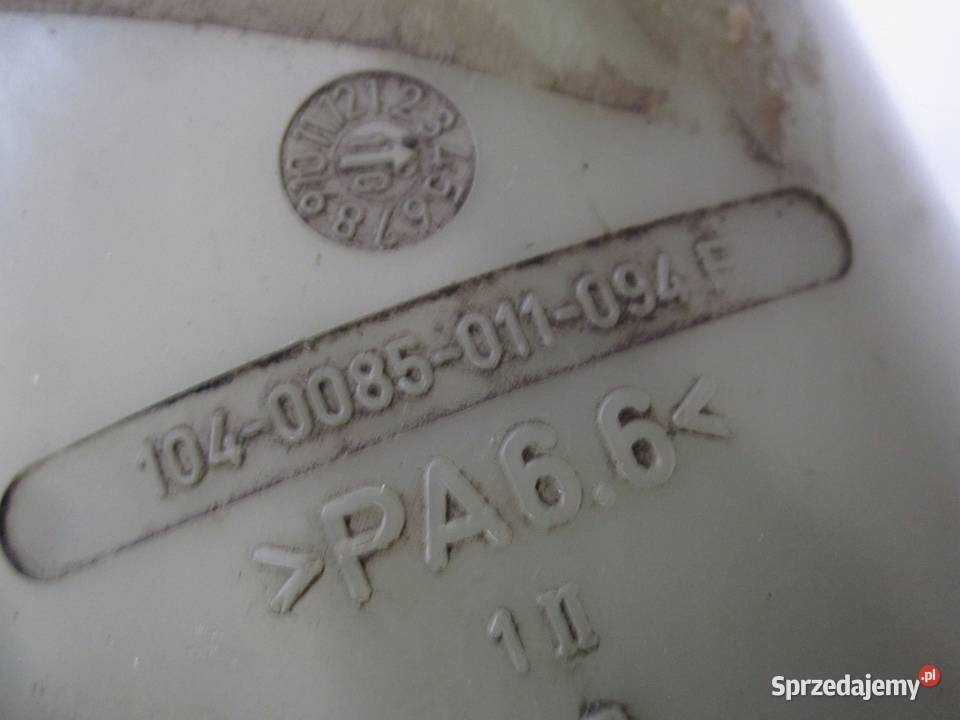 1 2 3 4 5 6 7 8 9 10 11 12
104-0085-011-094 E
>PA6.6<
1 II
Sprzedajemy.pl